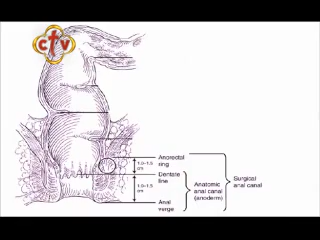 ctv
Anorectal
ring
1.0–1.5
cm
Dentate
line
1.0–1.5
cm
Anal
verge
Anatomic
anal canal
(anoderm)
Surgical
anal canal